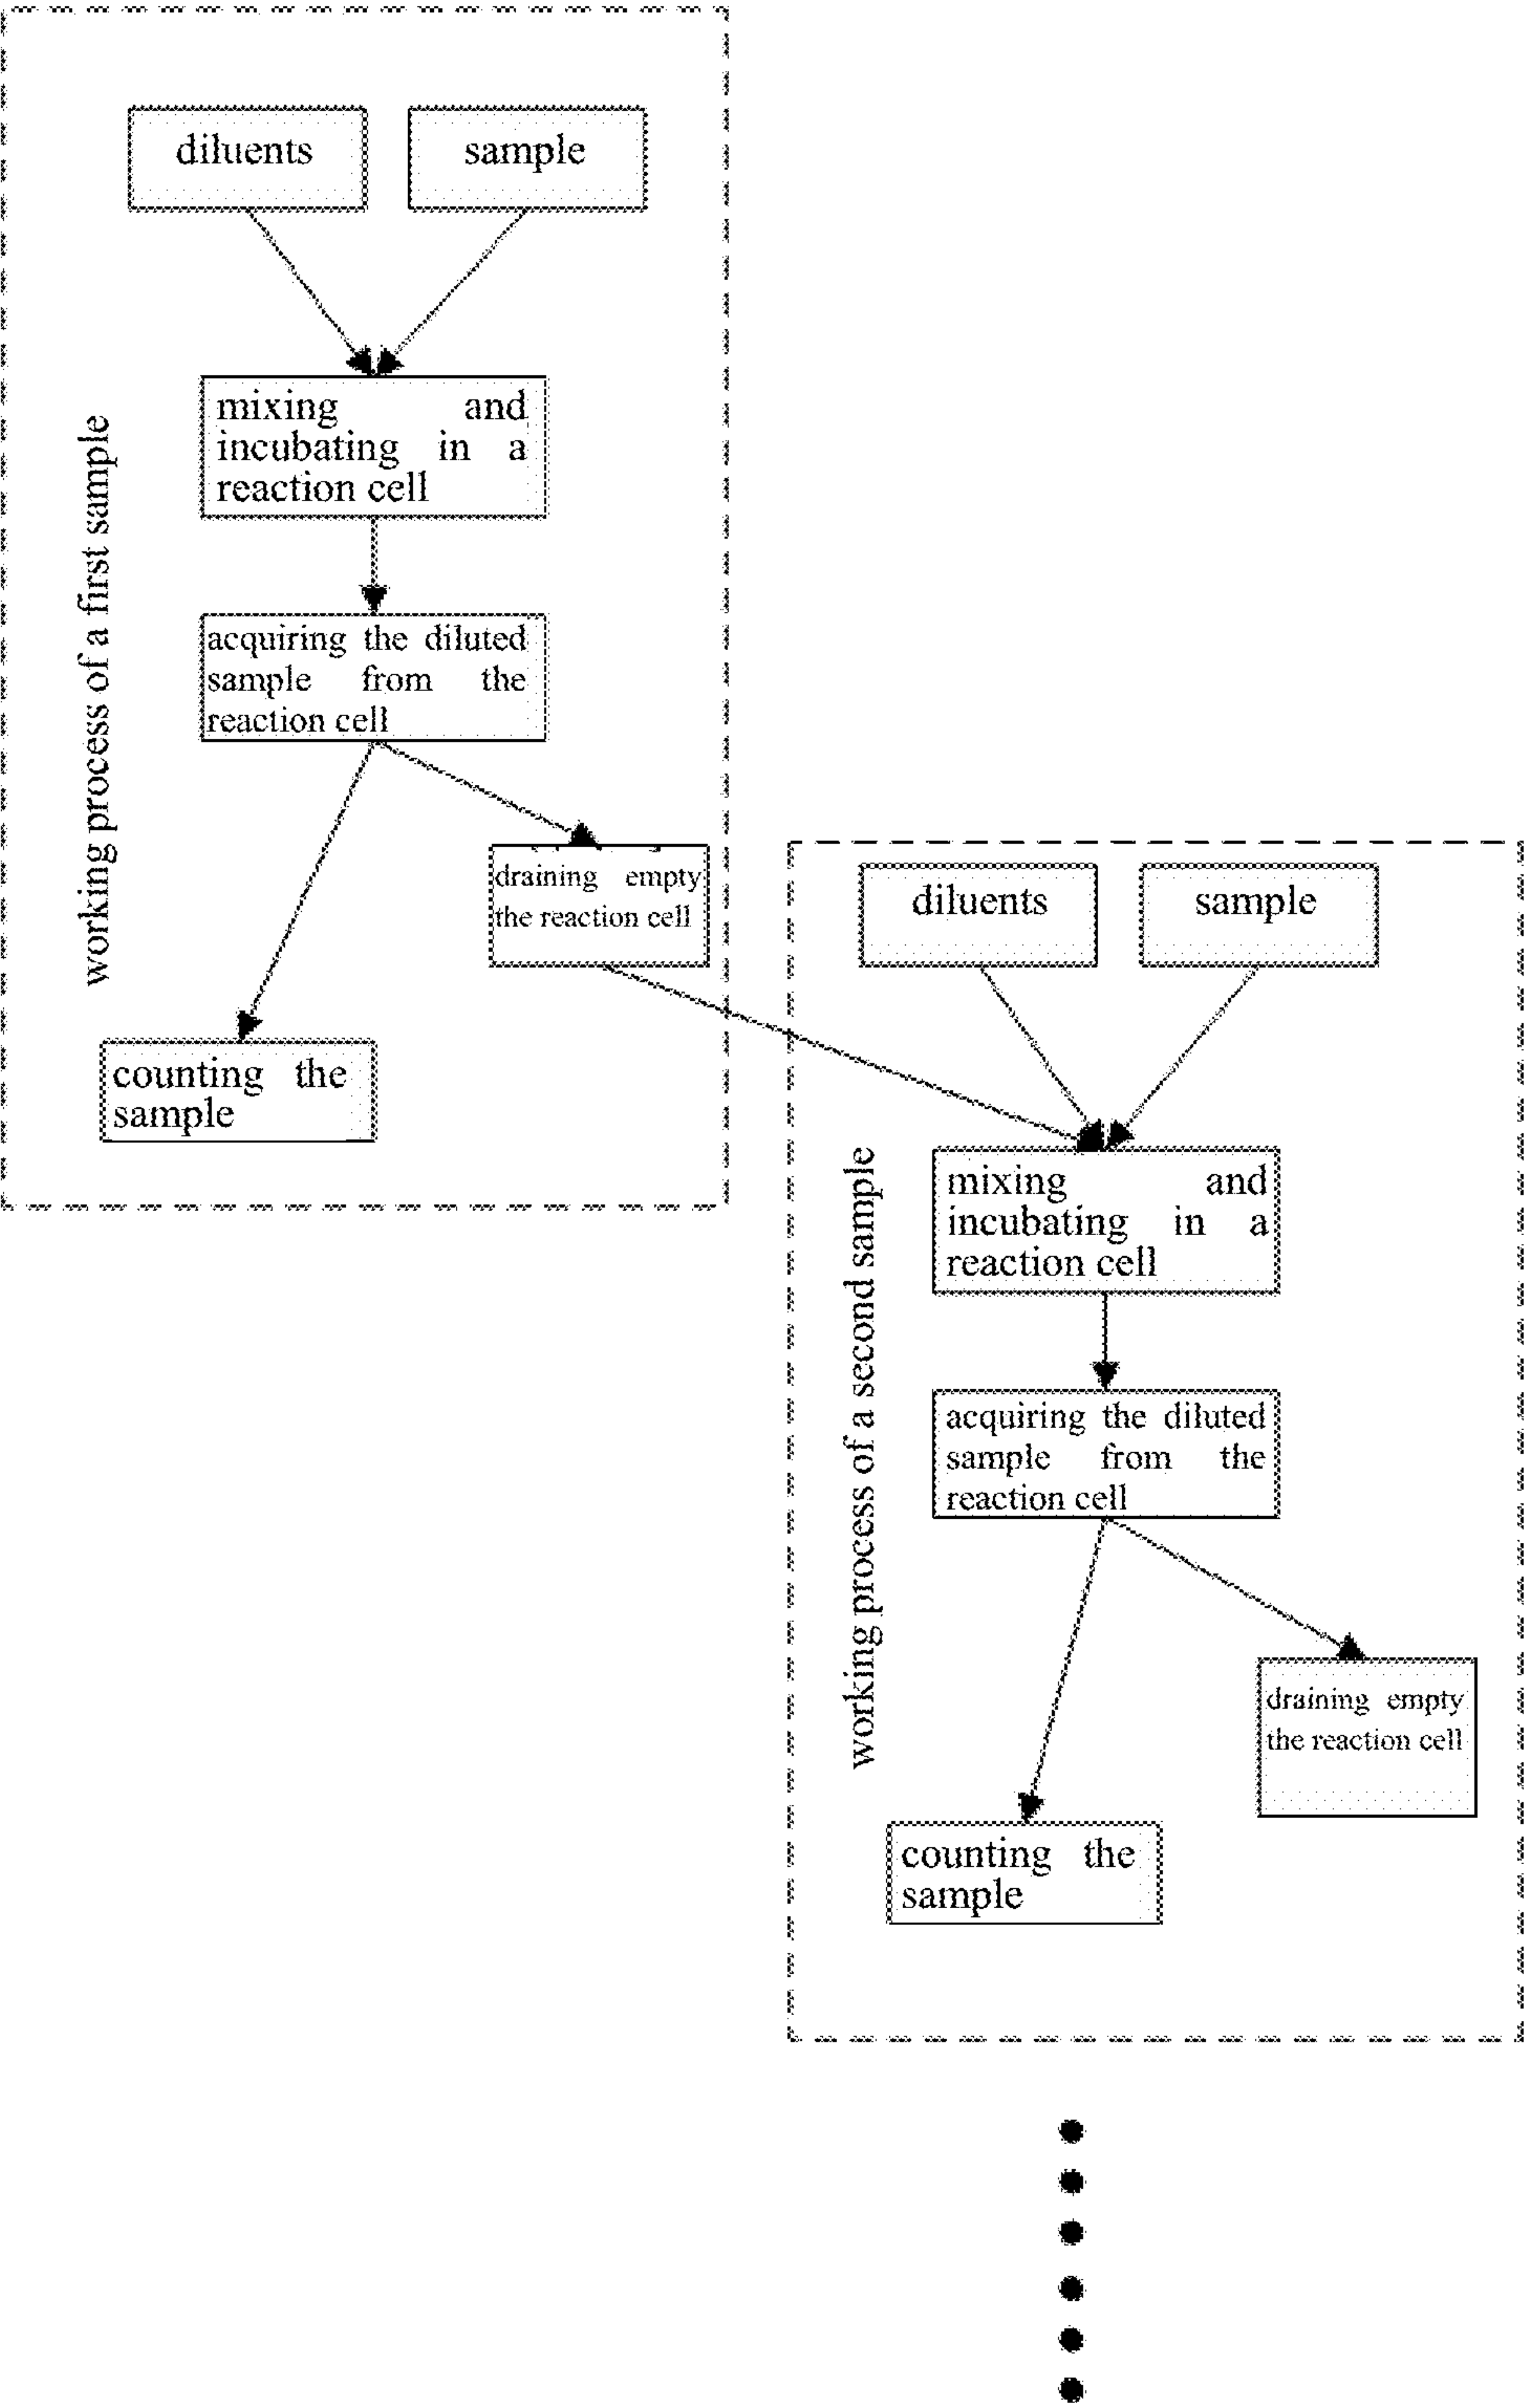 diluents
sample
mixing and
incubating in a
reaction cell
acquiring the diluted
sample from the
reaction cell
working process of a first sample
draining empty
the reaction cell
counting the
sample
diluents
sample
mixing and
incubating in a
reaction cell
acquiring the diluted
sample from the
reaction cell
working process of a second sample
draining empty
the reaction cell
counting the
sample